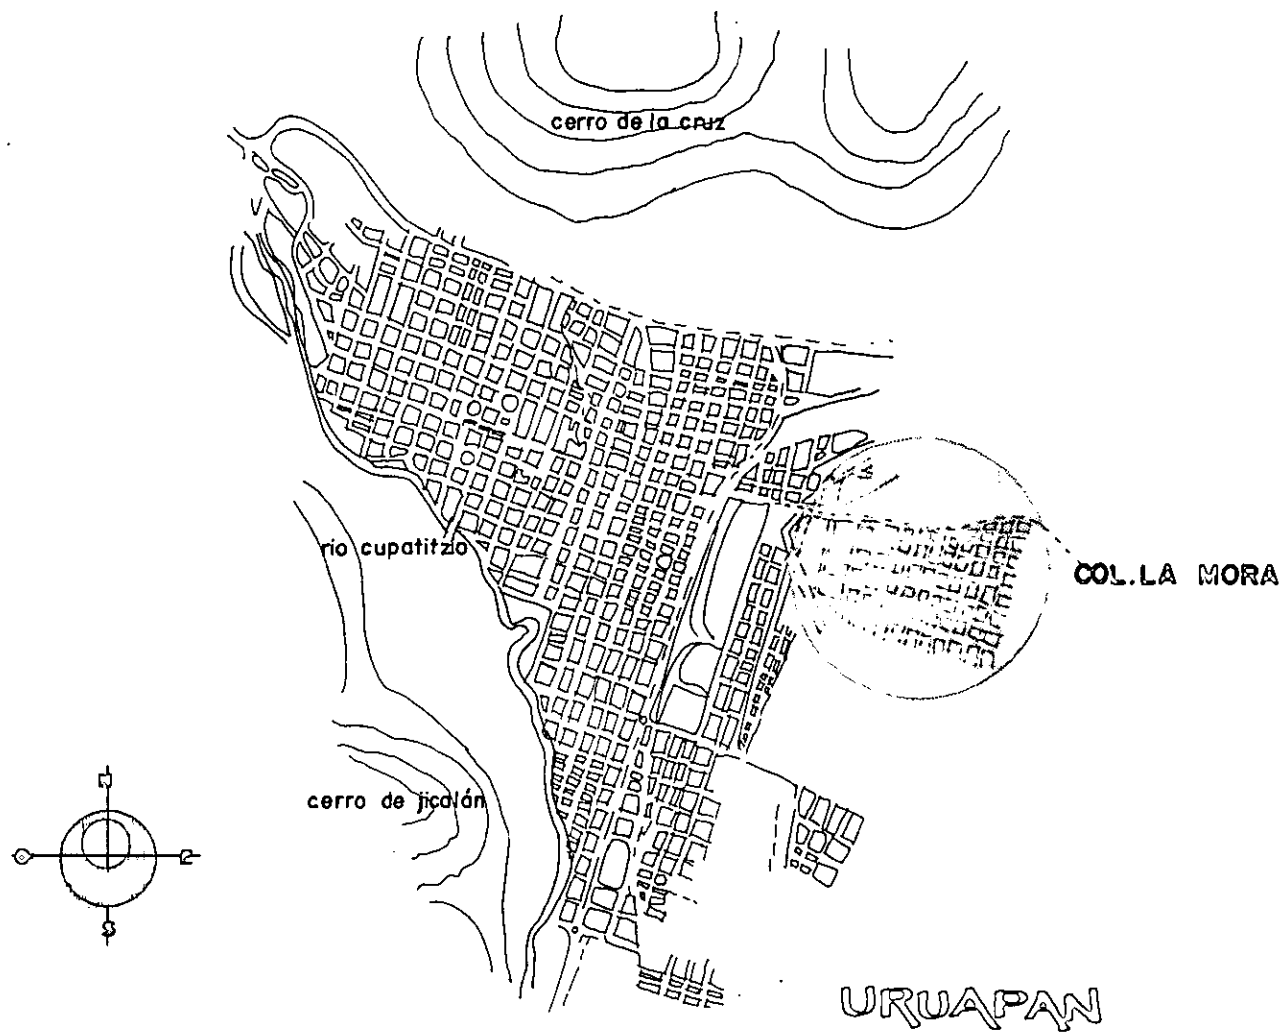 cerro de la cruz
rio cupatitzio
COL. LA MORA
cerro de jicalán
N
O
E
S
URUAPAN